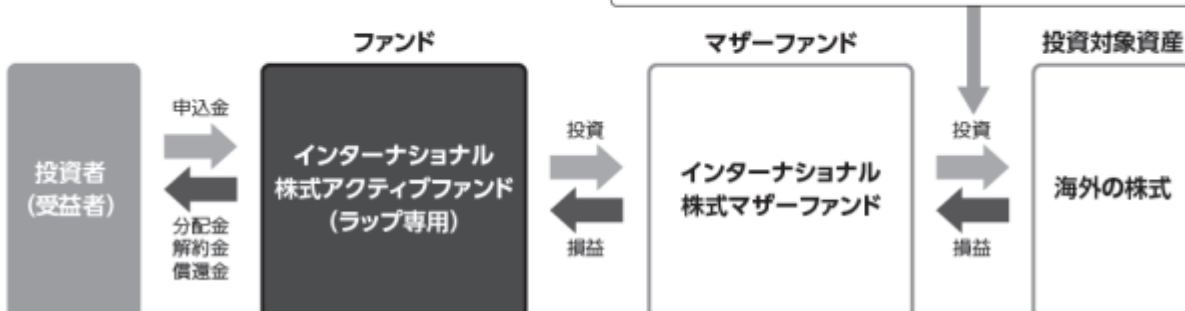 ファンド
マザーファンド
投資対象資産
投資者
(受益者)
申込金
分配金
解約金
償還金
インターナショナル
株式アクティブファンド
(ラップ専用)
投資
損益
インターナショナル
株式マザーファンド
投資
損益
海外の株式